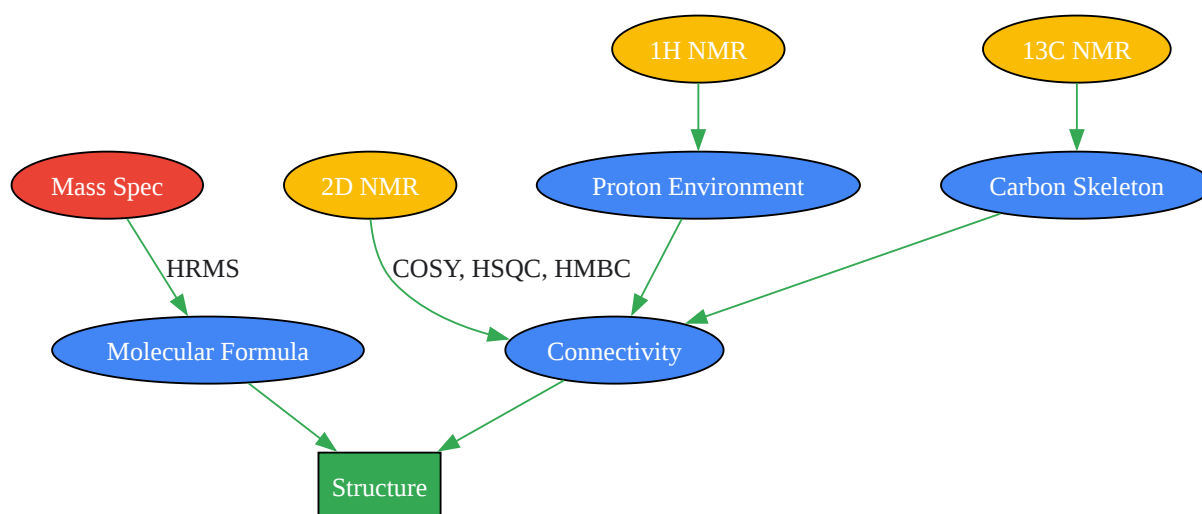 1H NMR
13C NMR
Mass Spec
2D NMR
Proton Environment
Carbon Skeleton
HRMS
COSY, HSQC, HMBC
Molecular Formula
Connectivity
Structure